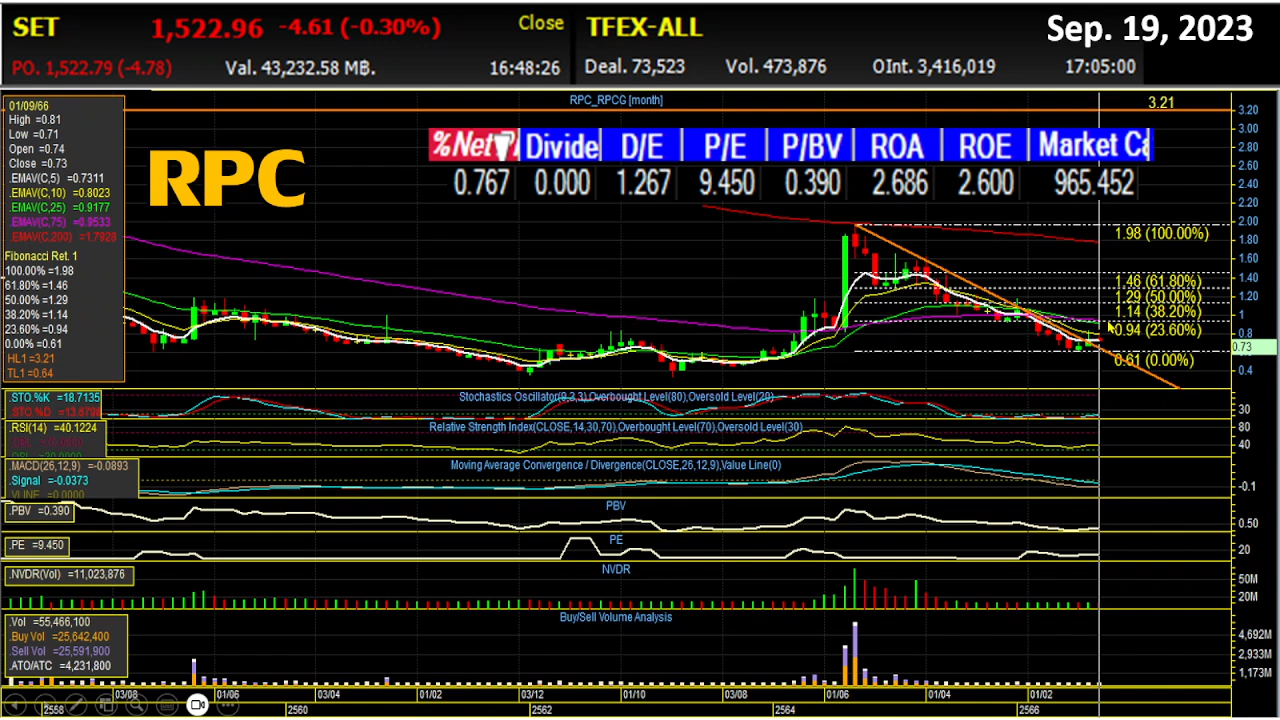 SET 1,522.96 -4.61 (-0.30%) Close TFEX-ALL Sep. 19, 2023
PO. 1,522.79 (-4.78) Val. 43,232.58 MB. 16:48:26 Deal. 73,523 Vol. 473,876 OInt. 3,416,019 17:05:00
RPC_RPCG [month]
3.21
01/09/66
High =0.81
Low =0.71
Open =0.74
Close =0.73
.EMAV(C,5) =0.7311
.EMAV(C,10) =0.8023
.EMAV(C,25) =0.9177
.EMAV(C,75) =0.9533
.EMAV(C,200) =1.7928
Fibonacci Ret. 1
100.00% =1.98
61.80% =1.46
50.00% =1.29
38.20% =1.14
23.60% =0.94
0.00% =0.61
HL1 =3.21
TL1 =0.64
RPC
%Net Divide D/E P/E P/BV ROA ROE Market Ca
0.767 0.000 1.267 9.450 0.390 2.686 2.600 965.452
3.20
3.00
2.80
2.60
2.40
2.20
2.00
1.80
1.60
1.40
1.20
1
0.8
0.73
0.4
1.98 (100.00%)
1.46 (61.80%)
1.29 (50.00%)
1.14 (38.20%)
0.94 (23.60%)
0.61 (0.00%)
.STO.%K =18.7135
Stochastics Oscillator(9,3,3),Overbought Level(80),Oversold Level(20)
30
.RSI(14) =40.1224
Relative Strength Index(CLOSE,14,30,70),Overbought Level(70),Oversold Level(30)
80
40
.MACD(26,12,9) =-0.0893
.Signal =-0.0373
VLINE =0.0000
Moving Average Convergence / Divergence(CLOSE,26,12,9),Value Line(0)
-0.1
.PBV =0.390
PBV
0.50
.PE =9.450
PE
20
.NVDR(Vol) =11,023,876
NVDR
50M
20M
.Vol =55,466,100
.Buy Vol =25,642,400
.Sell Vol =25,591,900
.ATO/ATC =4,231,800
Buy/Sell Volume Analysis
4,692M
2,933M
1,173M
03/08 01/06 03/04 01/02 03/12 01/10 03/08 01/06 01/04 01/02
2558 2560 2562 2564 2566